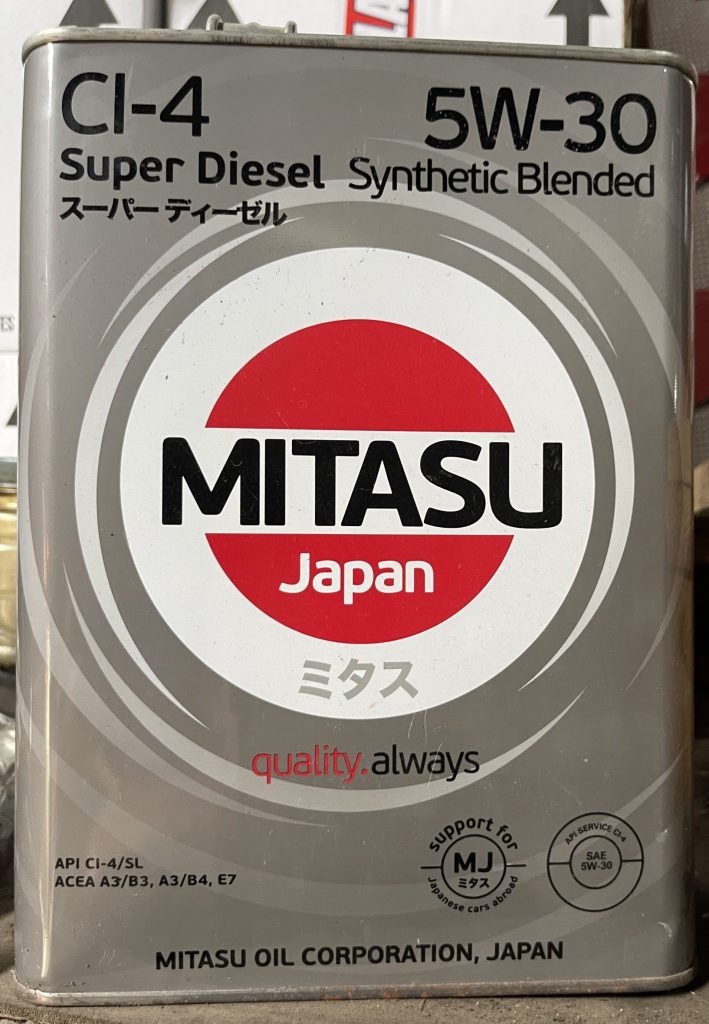 CI-4
5W-30
Super Diesel
Synthetic Blended
スーパー ディーゼル
MITASU
Japan
ミタス
quality.always
API CI-4/SL
ACEA A3/B3, A3/B4, E7
support for
MJ
ミタス
Japanese cars abroad
API SERVICE CI-4
SAE
5W-30
MITASU OIL CORPORATION, JAPAN